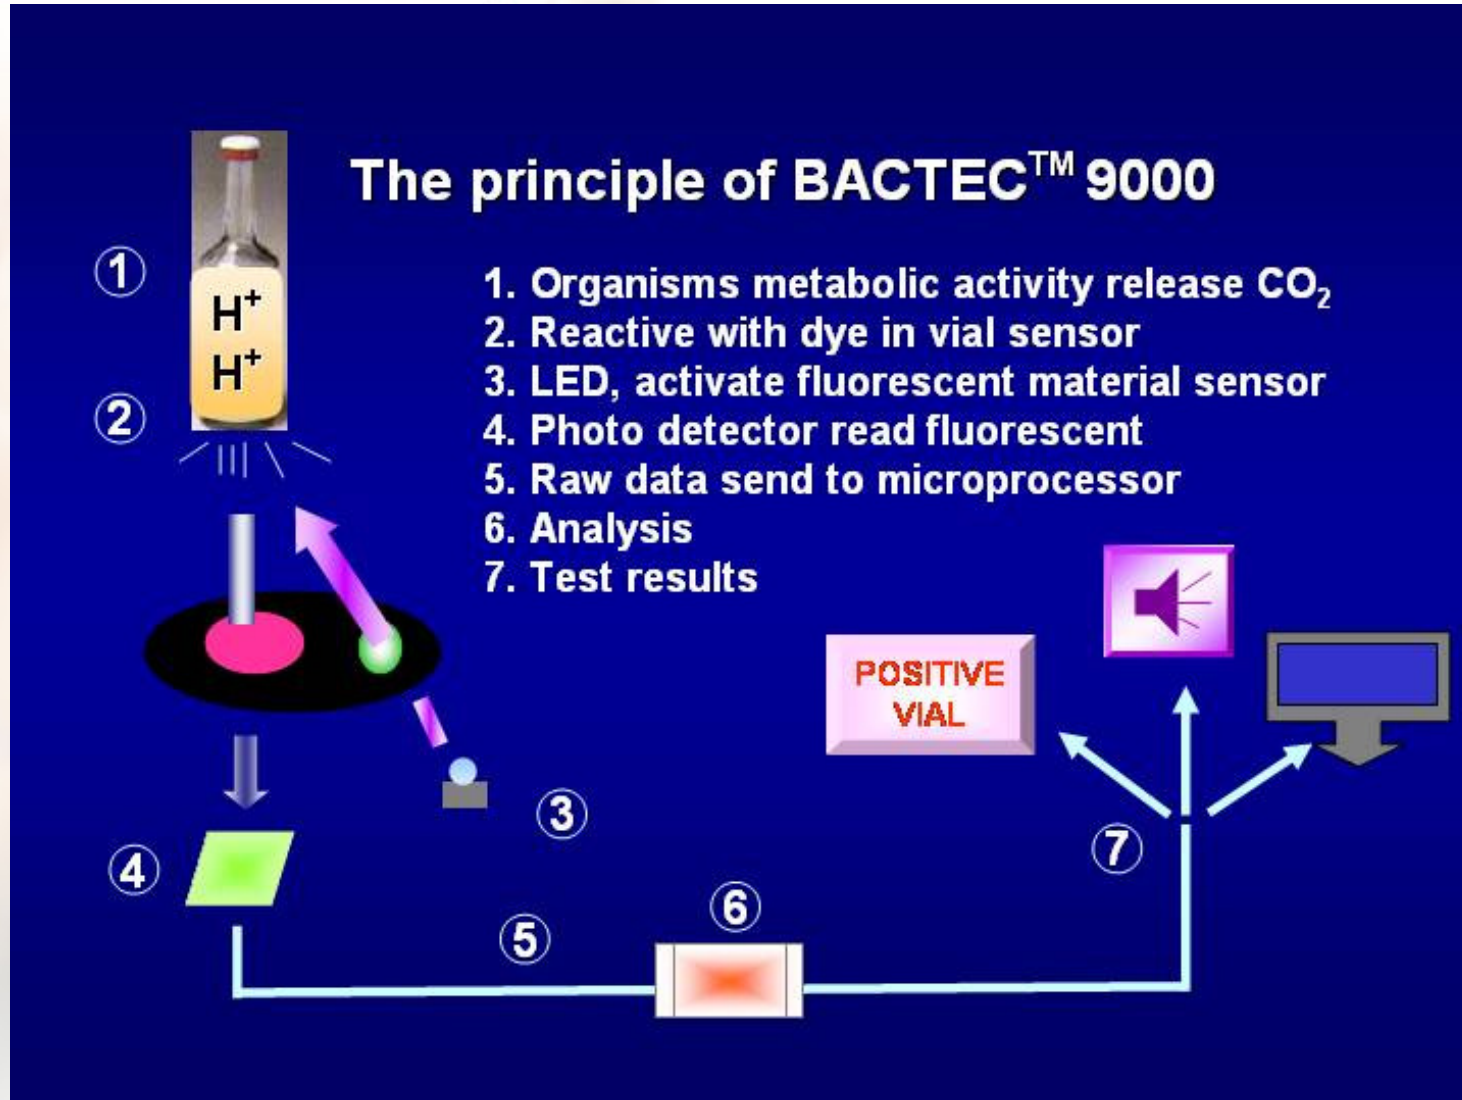 The principle of BACTEC™ 9000
①
H⁺
H⁺
②
1. Organisms metabolic activity release CO₂
2. Reactive with dye in vial sensor
3. LED, activate fluorescent material sensor
4. Photo detector read fluorescent
5. Raw data send to microprocessor
6. Analysis
7. Test results
POSITIVE
VIAL
③
④
⑤
⑥
⑦